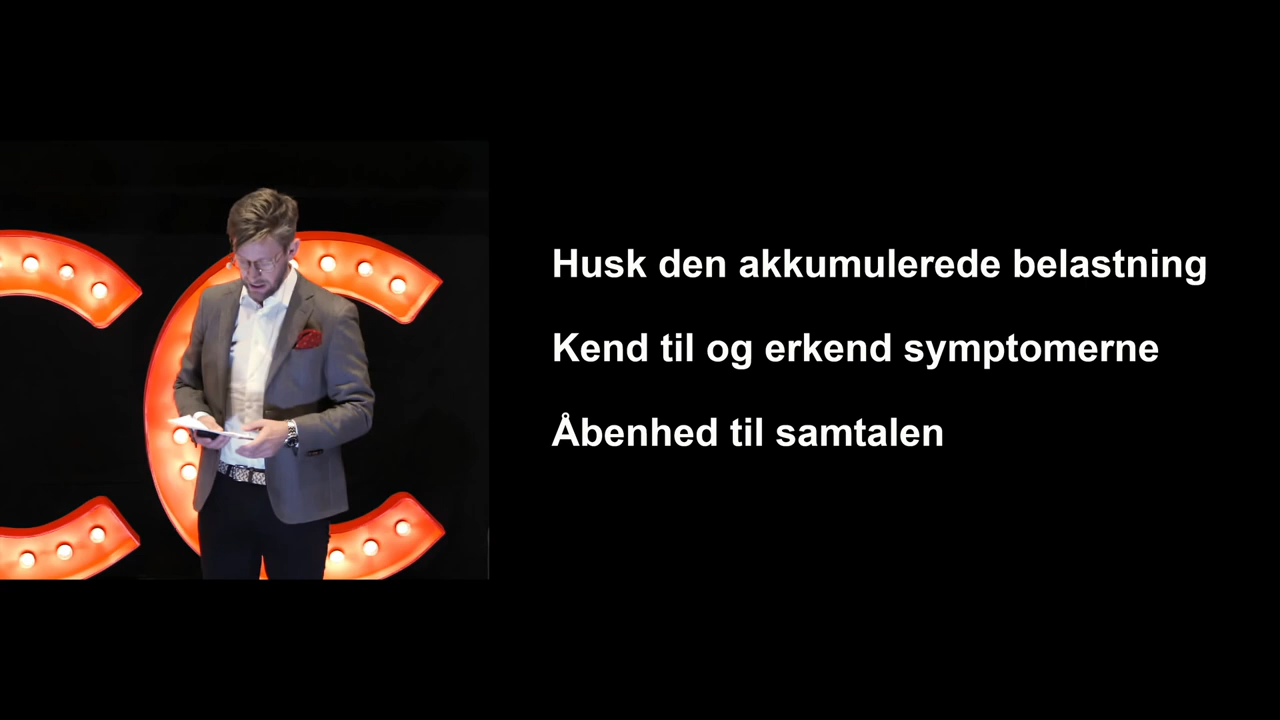 Husk den akkumulerede belastning
Kend til og erkend symptomerne
Åbenhed til samtalen